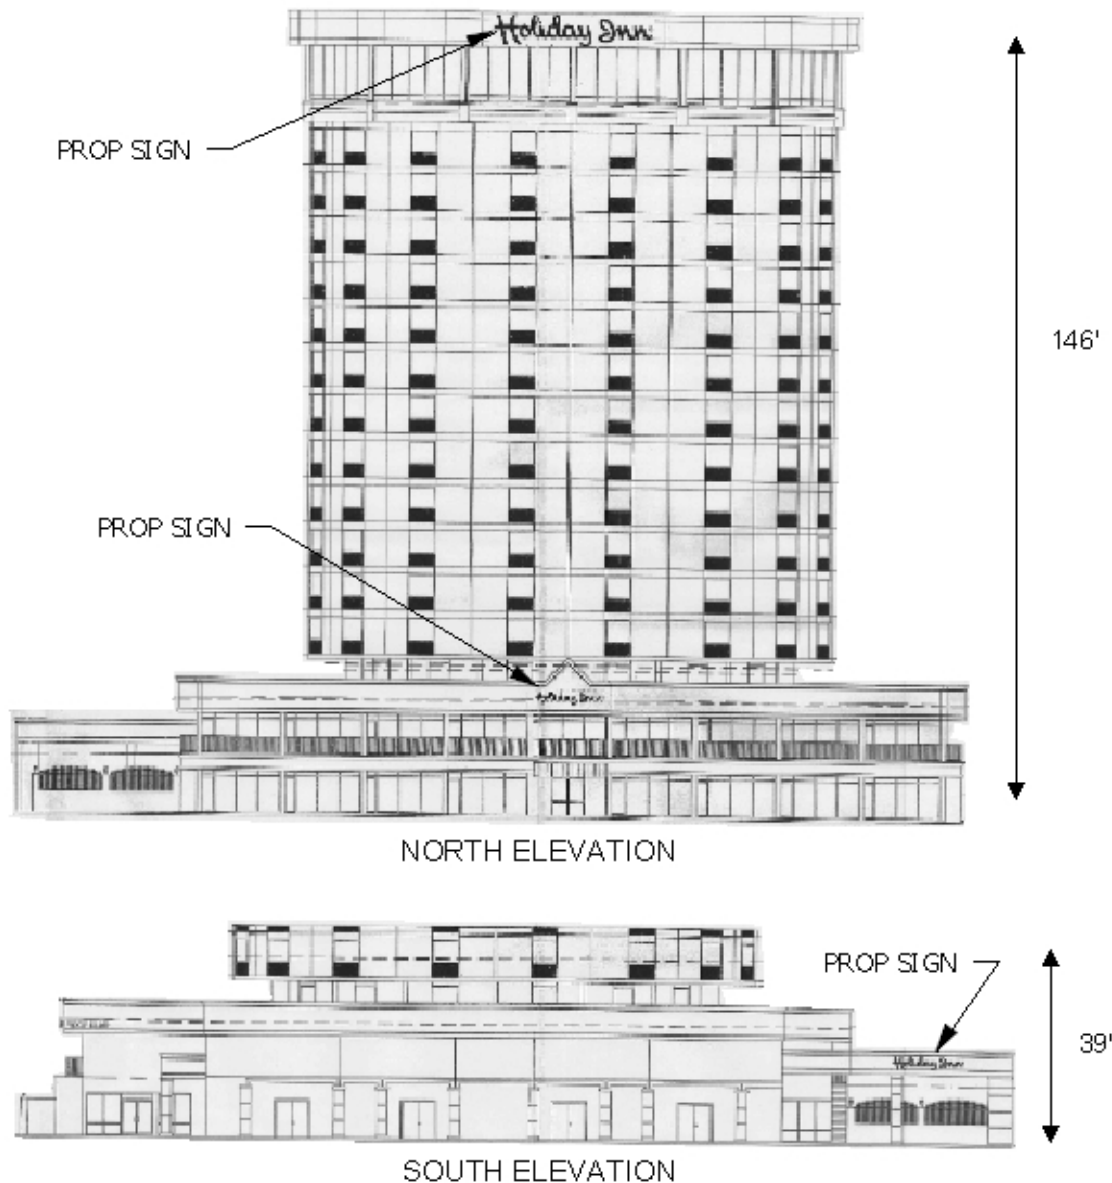 Holiday Inn
PROP SIGN
146'
PROP SIGN
Holiday Inn
NORTH ELEVATION
PROP SIGN
39'
Holiday Inn
SOUTH ELEVATION